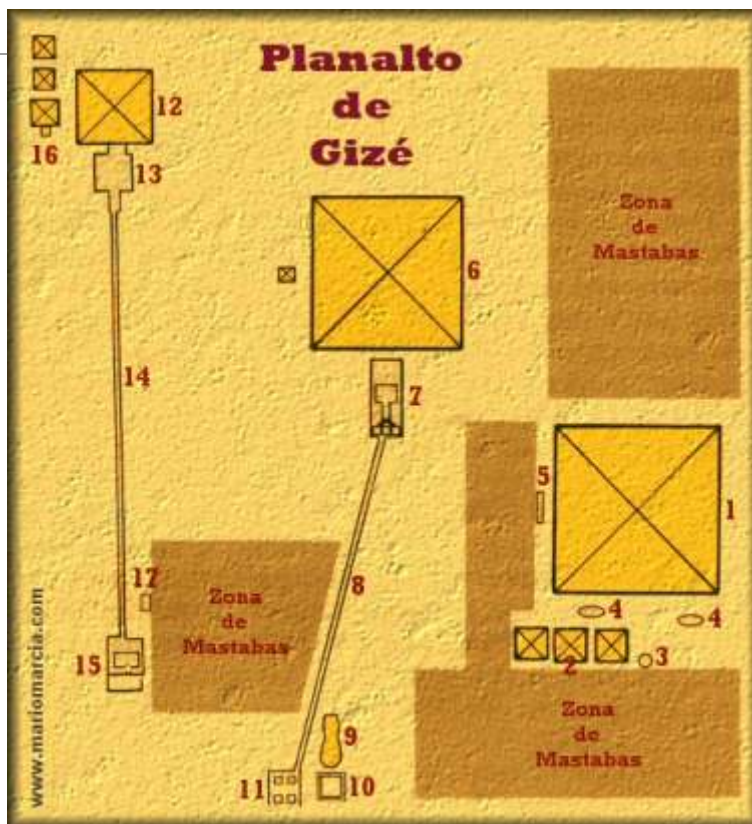 Planalto
de
Gizé
16
12
13
Zona
de
Mastabas
6
14
7
5
1
8
17
Zona
de
Mastabas
4
4
15
2
3
9
Zona
de
Mastabas
11
10
www.mariomarcia.com